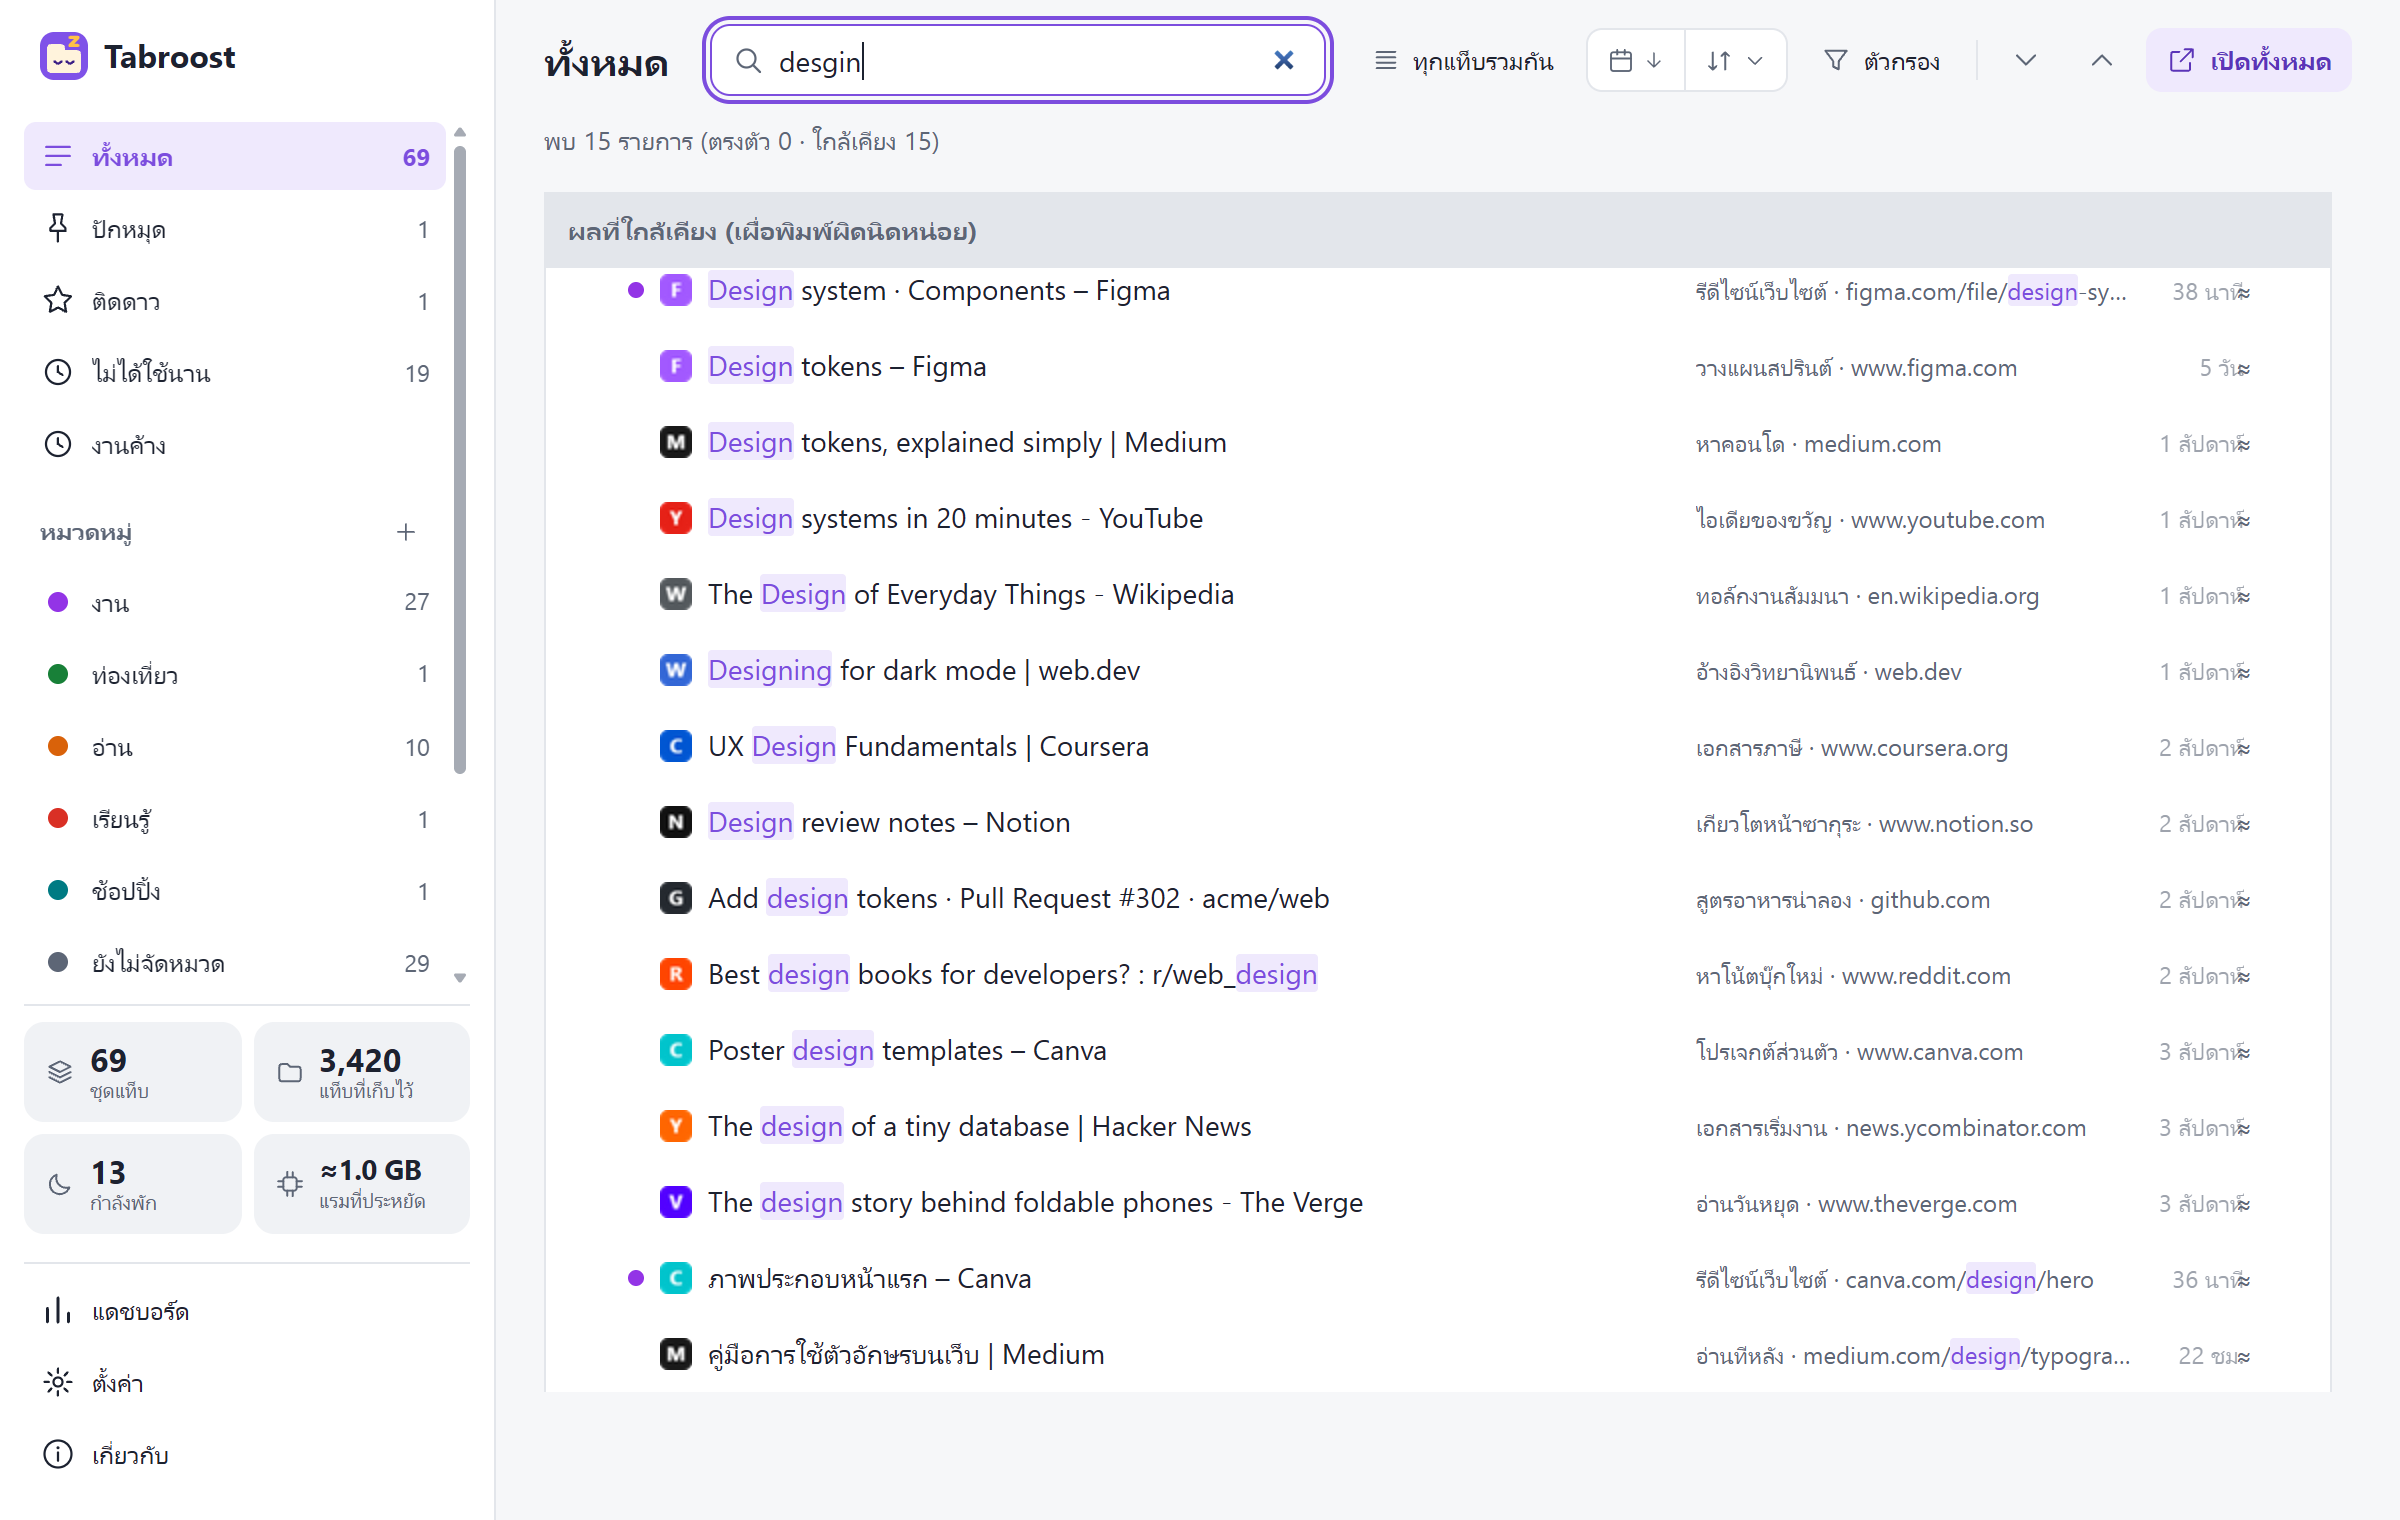 Tabroost
ทั้งหมด 69
ปักหมุด 1
ติดดาว 1
ไม่ได้ใช้นาน 19
งานค้าง
หมวดหมู่
งาน 27
ท่องเที่ยว 1
อ่าน 10
เรียนรู้ 1
ช้อปปิ้ง 1
ยังไม่จัดหมวด 29
69
ชุดแท็บ
3,420
แท็บที่เก็บไว้
13
กำลังพัก
≈1.0 GB
แรมที่ประหยัด
แดชบอร์ด
ตั้งค่า
เกี่ยวกับ
ทั้งหมด desgin ทุกแท็บรวมกัน ตัวกรอง เปิดทั้งหมด
พบ 15 รายการ (ตรงตัว 0 · ใกล้เคียง 15)
ผลที่ใกล้เคียง (เผื่อพิมพ์ผิดนิดหน่อย)
F Design system · Components – Figma รีดีไซน์เว็บไซต์ · figma.com/file/design-sy... 38 นาที ≈
F Design tokens – Figma วางแผนสปรินต์ · www.figma.com 5 วัน ≈
M Design tokens, explained simply | Medium หาคอนโด · medium.com 1 สัปดาห์ ≈
Y Design systems in 20 minutes - YouTube ไอเดียของขวัญ · www.youtube.com 1 สัปดาห์ ≈
W The Design of Everyday Things - Wikipedia ทอล์กงานสัมมนา · en.wikipedia.org 1 สัปดาห์ ≈
W Designing for dark mode | web.dev อ้างอิงวิทยานิพนธ์ · web.dev 1 สัปดาห์ ≈
C UX Design Fundamentals | Coursera เอกสารภาษี · www.coursera.org 2 สัปดาห์ ≈
N Design review notes – Notion เกียวโตหน้าซากุระ · www.notion.so 2 สัปดาห์ ≈
G Add design tokens · Pull Request #302 · acme/web สูตรอาหารน่าลอง · github.com 2 สัปดาห์ ≈
R Best design books for developers? : r/web_design หาโน้ตบุ๊กใหม่ · www.reddit.com 2 สัปดาห์ ≈
C Poster design templates – Canva โปรเจกต์ส่วนตัว · www.canva.com 3 สัปดาห์ ≈
Y The design of a tiny database | Hacker News เอกสารเริ่มงาน · news.ycombinator.com 3 สัปดาห์ ≈
V The design story behind foldable phones - The Verge อ่านวันหยุด · www.theverge.com 3 สัปดาห์ ≈
C ภาพประกอบหน้าแรก – Canva รีดีไซน์เว็บไซต์ · canva.com/design/hero 36 นาที ≈
M คู่มือการใช้ตัวอักษรบนเว็บ | Medium อ่านทีหลัง · medium.com/design/typogra... 22 ชม. ≈